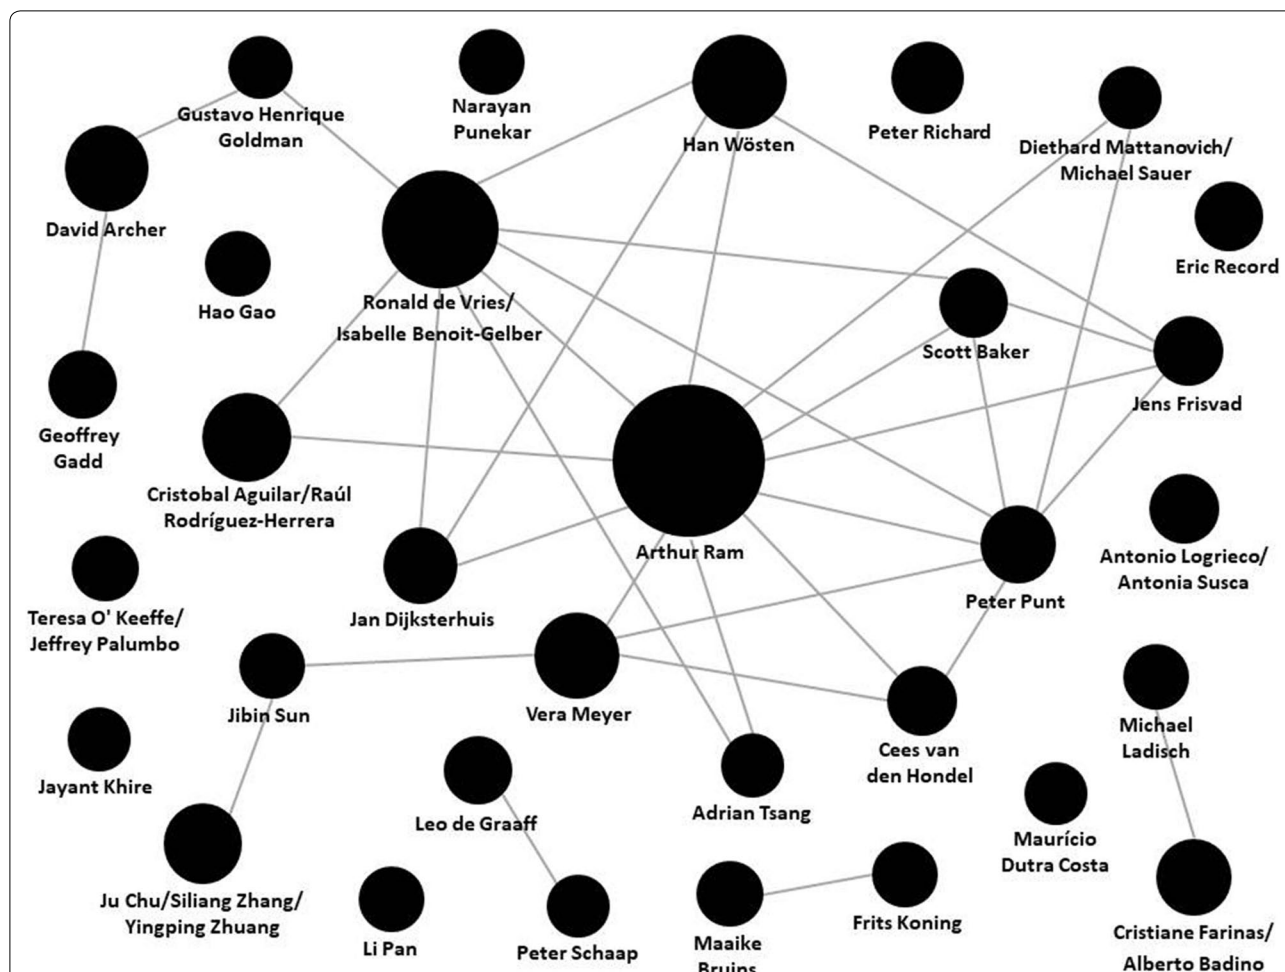 Gustavo Henrique
Goldman
Narayan
Punekar
Han Wösten
Peter Richard
Diethard Mattanovich/
Michael Sauer
David Archer
Hao Gao
Ronald de Vries/
Isabelle Benoit-Gelber
Eric Record
Scott Baker
Jens Frisvad
Geoffrey
Gadd
Cristobal Aguilar/Raúl
Rodríguez-Herrera
Arthur Ram
Antonio Logrieco/
Antonia Susca
Teresa O' Keeffe/
Jeffrey Palumbo
Jan Dijksterhuis
Peter Punt
Jibin Sun
Vera Meyer
Michael
Ladisch
Cees van
den Hondel
Jayant Khire
Leo de Graaff
Adrian Tsang
Maurício
Dutra Costa
Ju Chu/Siliang Zhang/
Yingping Zhuang
Li Pan
Peter Schaap
Maaike
Bruins
Frits Koning
Cristiane Farinas/
Alberto Badino